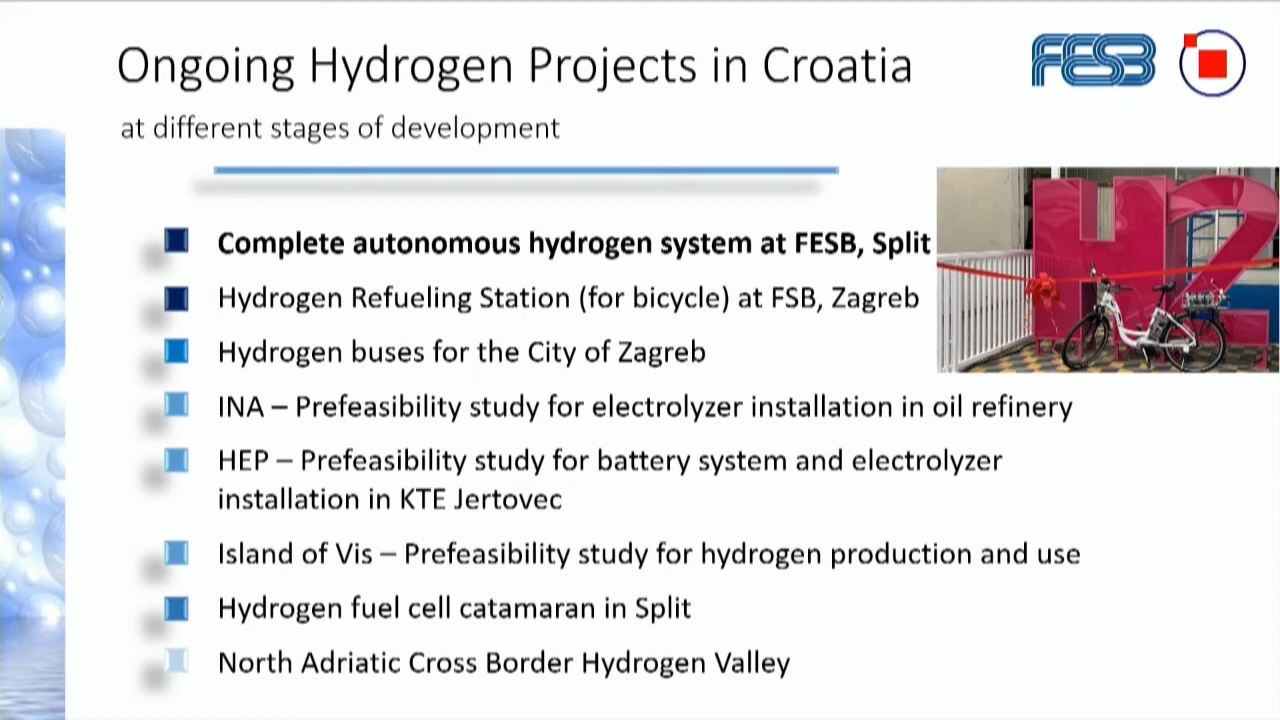 Ongoing Hydrogen Projects in Croatia
FESB
at different stages of development
H2
Complete autonomous hydrogen system at FESB, Split
Hydrogen Refueling Station (for bicycle) at FSB, Zagreb
Hydrogen buses for the City of Zagreb
INA – Prefeasibility study for electrolyzer installation in oil refinery
HEP – Prefeasibility study for battery system and electrolyzer
installation in KTE Jertovec
Island of Vis – Prefeasibility study for hydrogen production and use
Hydrogen fuel cell catamaran in Split
North Adriatic Cross Border Hydrogen Valley